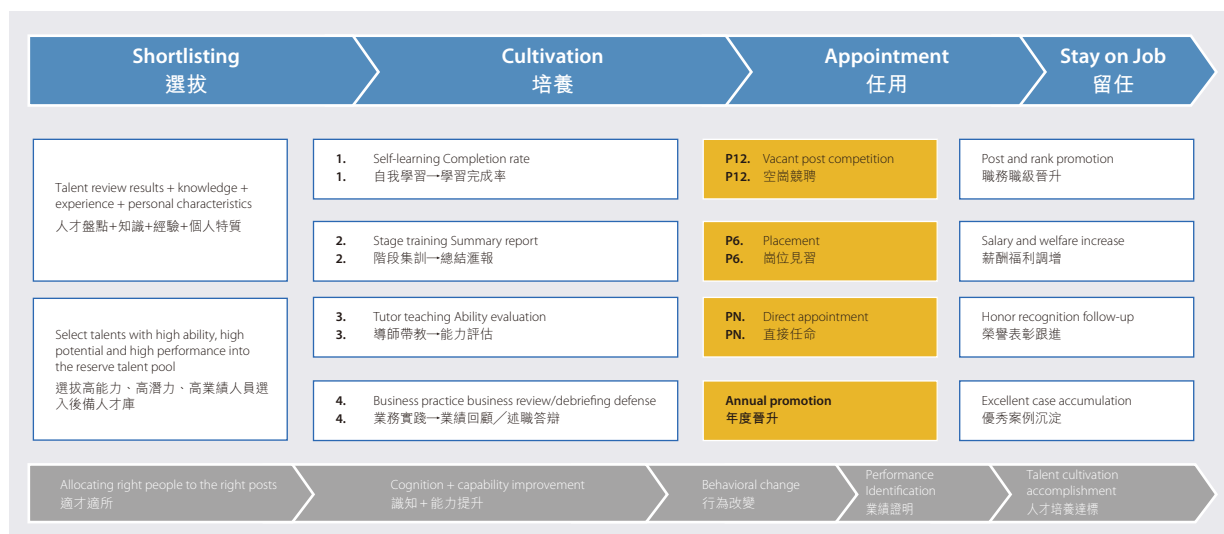 Shortlisting
選拔
Cultivation
培養
Appointment
任用
Stay on Job
留任
Talent review results + knowledge +
experience + personal characteristics
人才盤點+知識+經驗+個人特質
Select talents with high ability, high
potential and high performance into
the reserve talent pool
選拔高能力、高潛力、高業績人員選
入後備人才庫
1. Self-learning Completion rate
1. 自我學習→學習完成率
2. Stage training Summary report
2. 階段集訓→總結滙報
3. Tutor teaching Ability evaluation
3. 導師帶教→能力評估
4. Business practice business review/debriefing defense
4. 業務實踐→業績回顧／述職答辯
P12. Vacant post competition
P12. 空崗競聘
P6. Placement
P6. 崗位見習
PN. Direct appointment
PN. 直接任命
Annual promotion
年度晉升
Post and rank promotion
職務職級晉升
Salary and welfare increase
薪酬福利調增
Honor recognition follow-up
榮譽表彰跟進
Excellent case accumulation
優秀案例沉淀
Allocating right people to the right posts
適才適所
Cognition + capability improvement
識知+能力提升
Behavioral change
行為改變
Performance
Identification
業績證明
Talent cultivation
accomplishment
人才培養達標